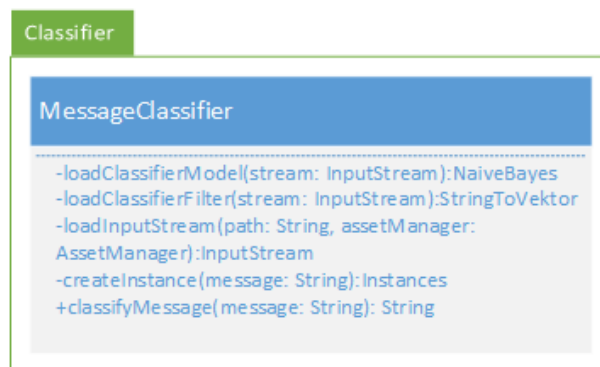 Classifier
MessageClassifier
-loadClassifierModel(stream: InputStream):NaiveBayes
-loadClassifierFilter(stream: InputStream):StringToVektor
-loadInputStream(path: String, assetManager:
AssetManager):InputStream
-createInstance(message: String):Instances
+classifyMessage(message: String): String